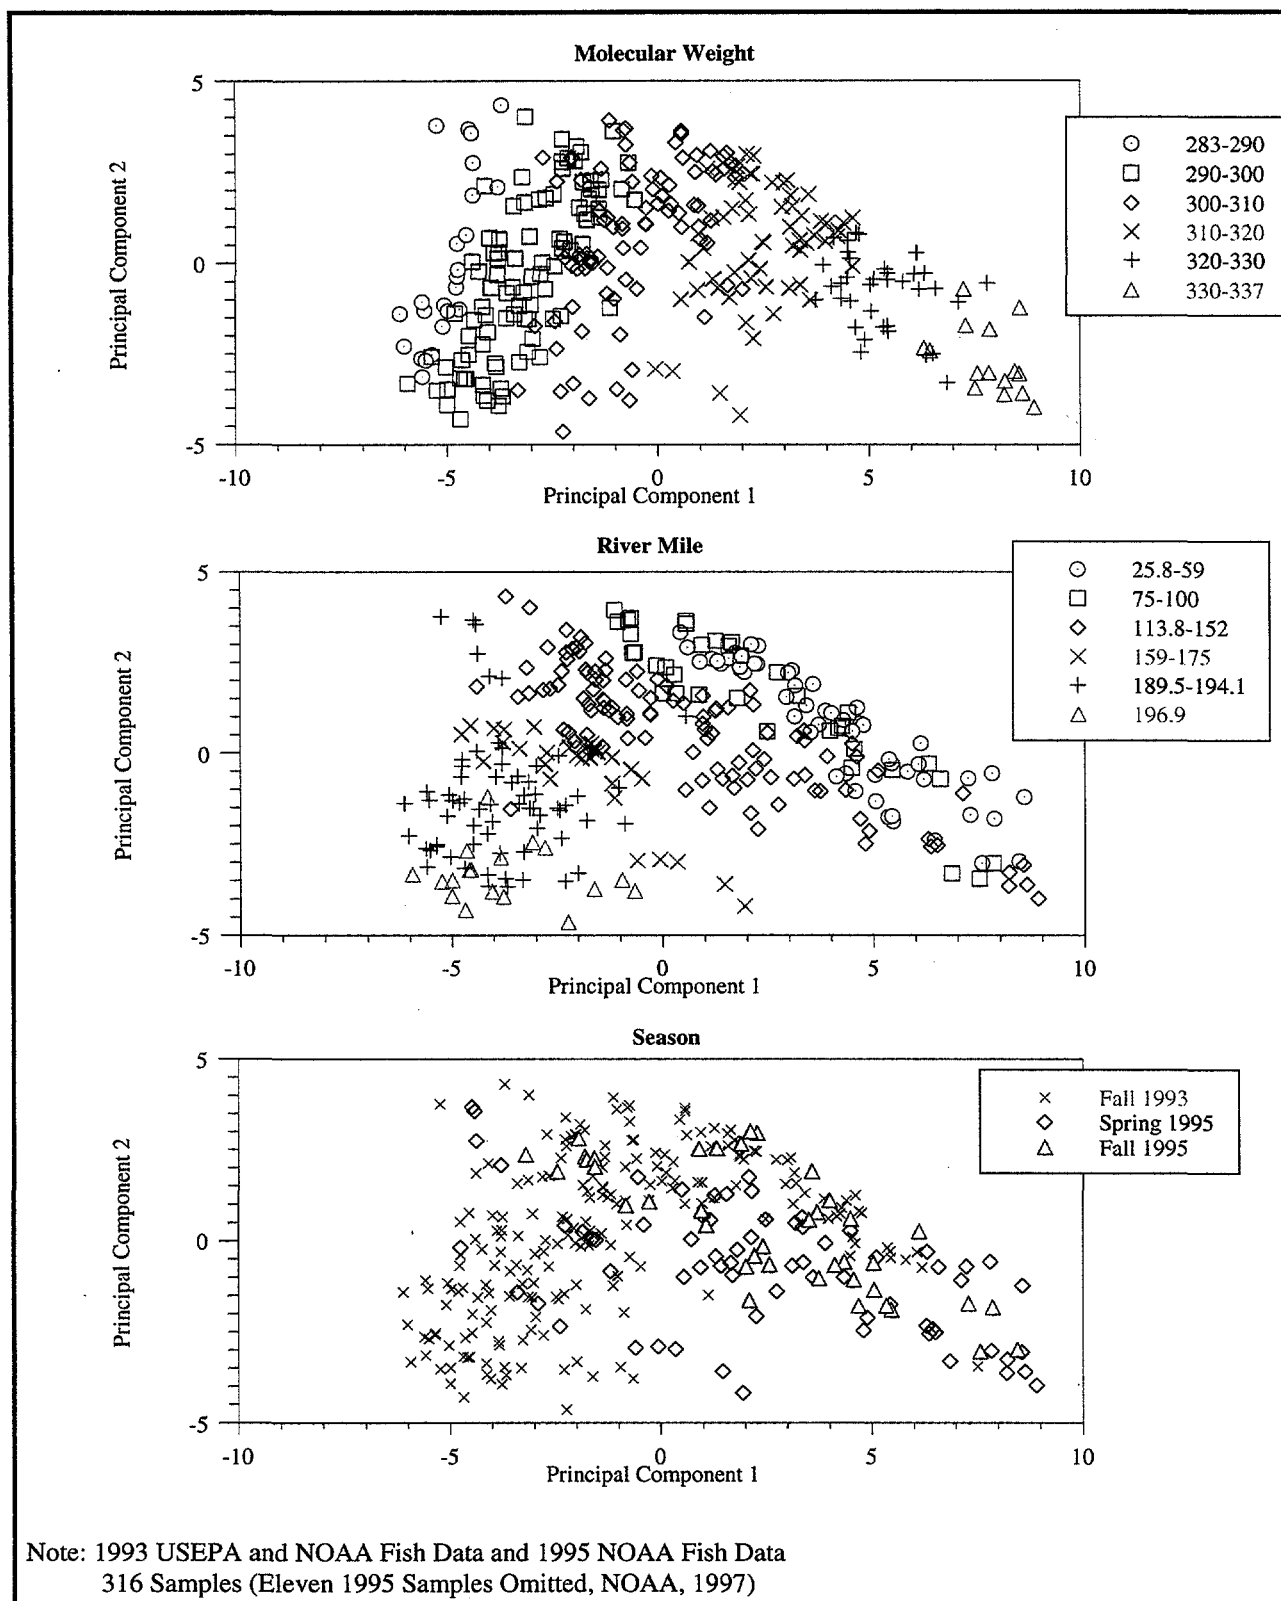 Molecular Weight
5
0
-5
Principal Component 2
-10
-5
0
5
10
Principal Component 1
283-290
290-300
300-310
310-320
320-330
330-337
River Mile
5
0
-5
Principal Component 2
-10
-5
0
5
10
Principal Component 1
25.8-59
75-100
113.8-152
159-175
189.5-194.1
196.9
Season
5
0
-5
Principal Component 2
-10
-5
0
5
10
Principal Component 1
Fall 1993
Spring 1995
Fall 1995
Note: 1993 USEPA and NOAA Fish Data and 1995 NOAA Fish Data
316 Samples (Eleven 1995 Samples Omitted, NOAA, 1997)